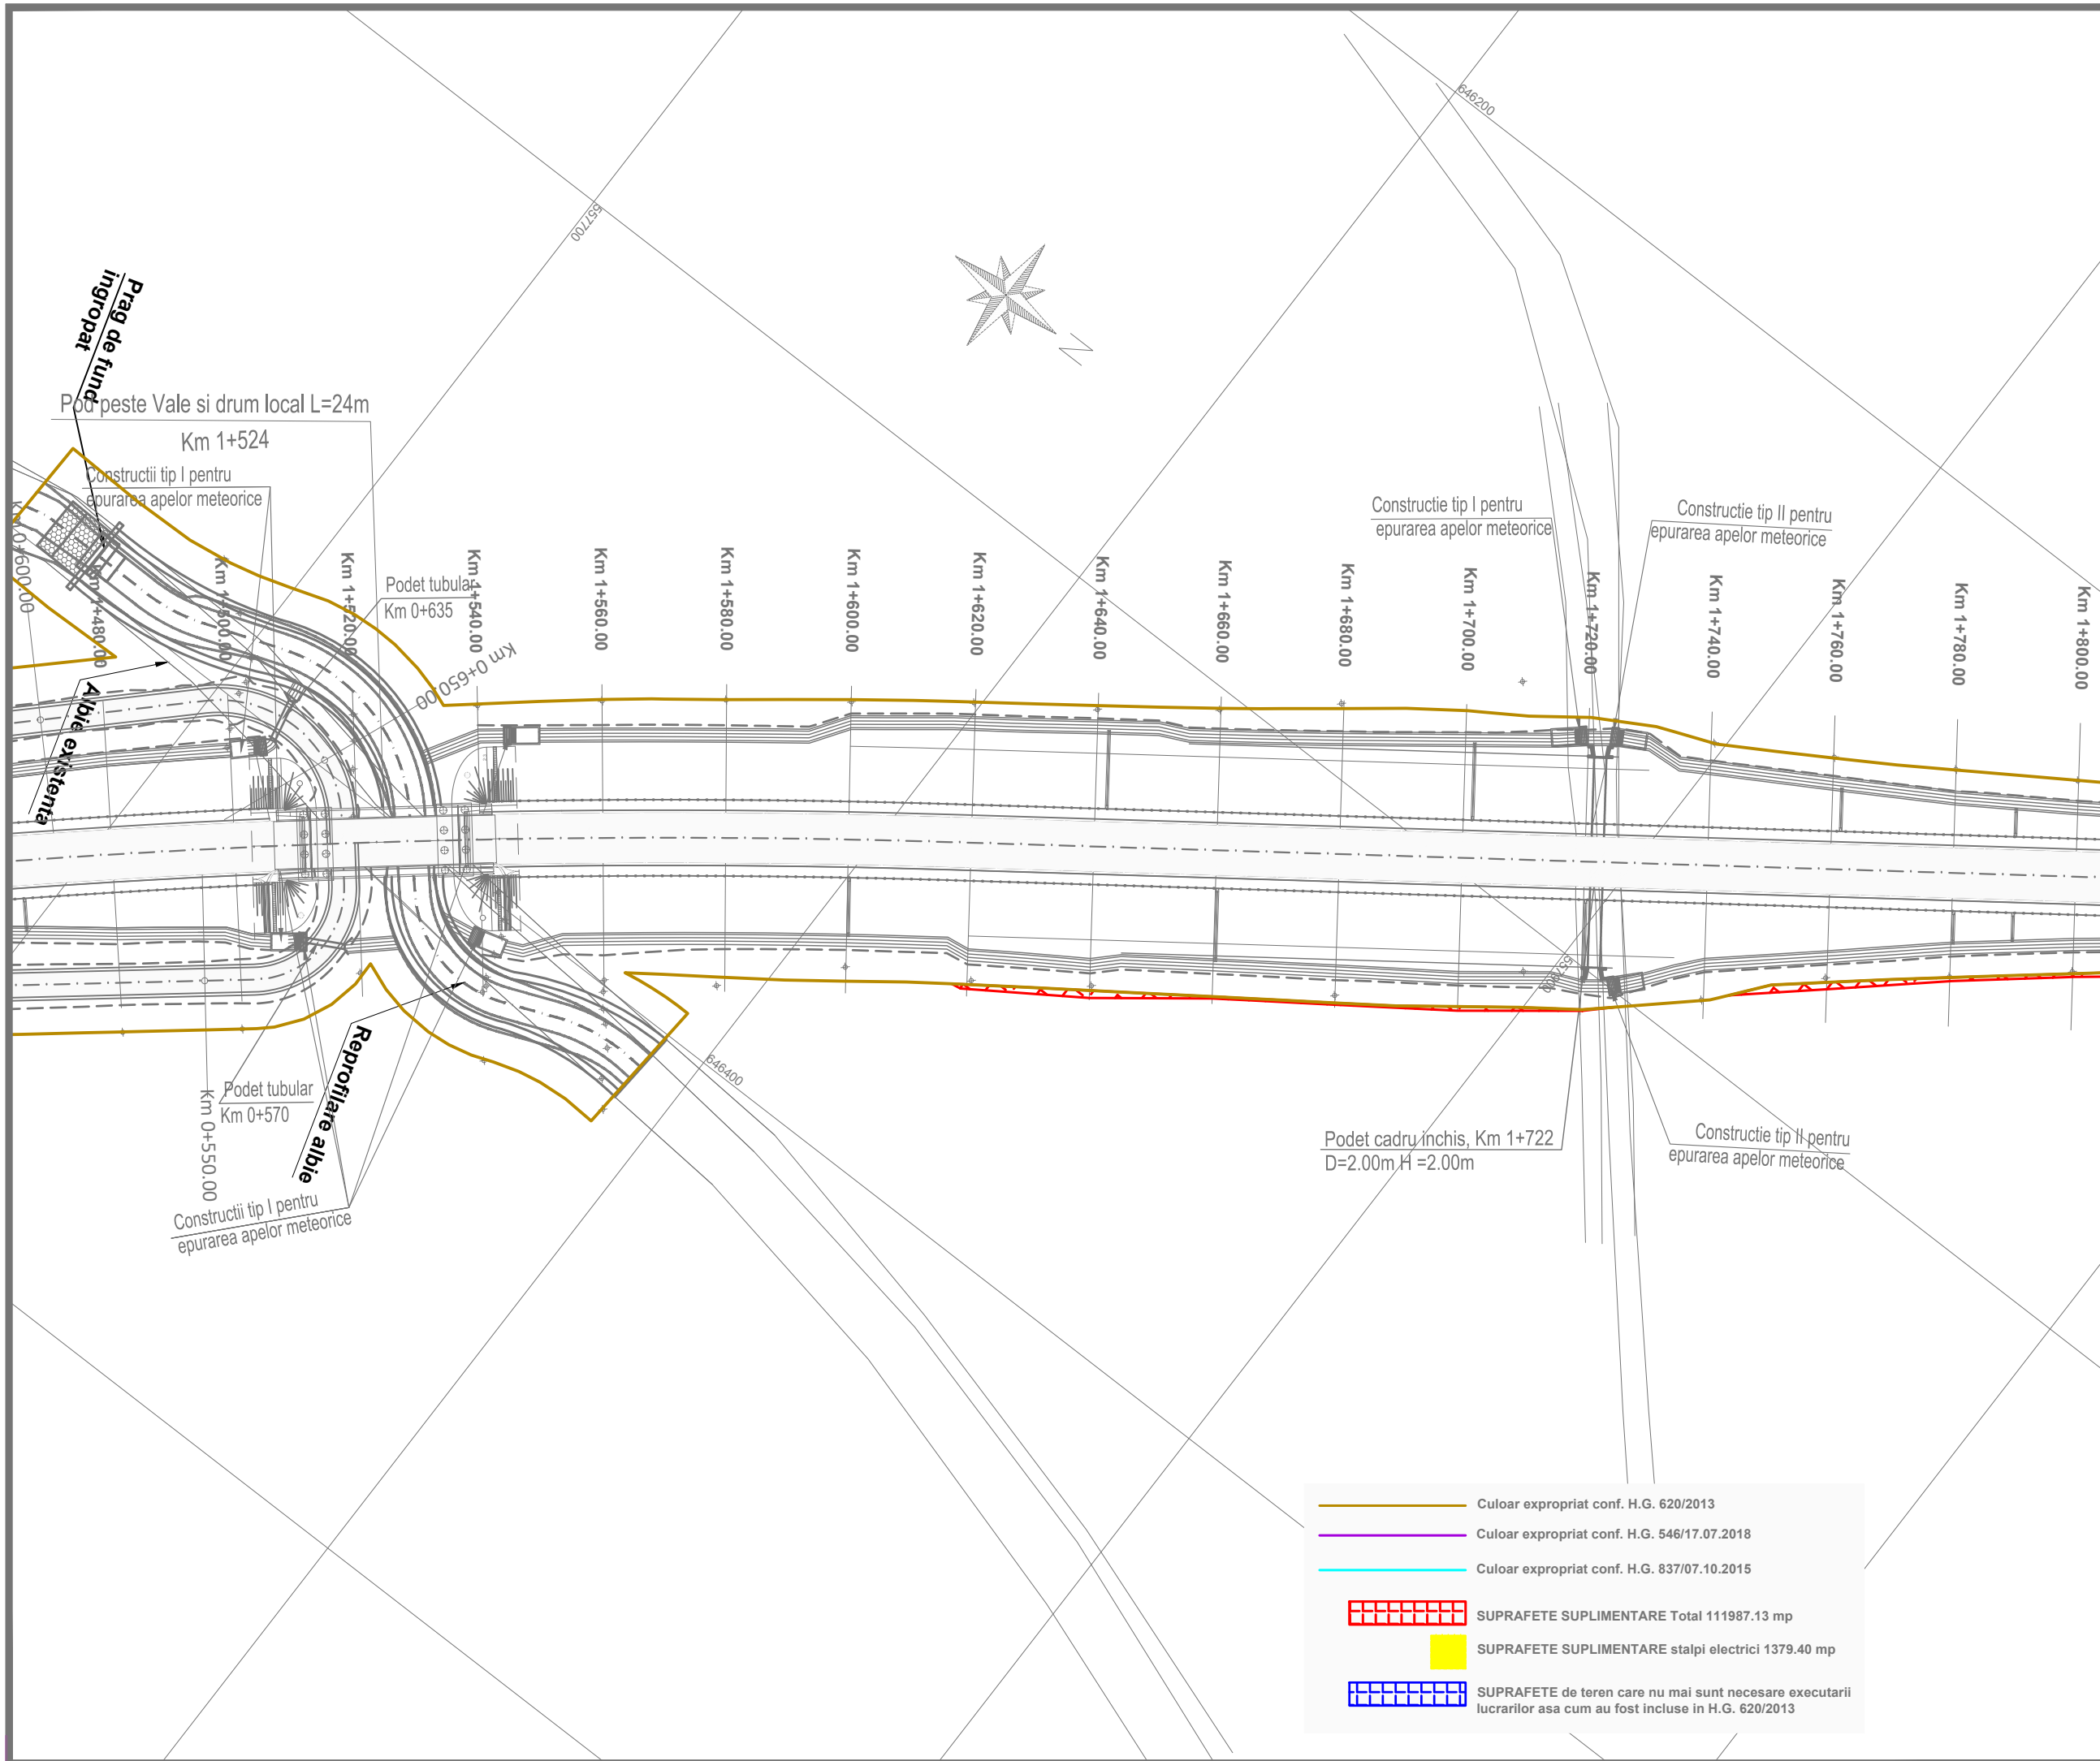 646200
557700
N
Prag de fund
ingropat
Pod peste Vale si drum local L=24m
Km 1+524
Constructii tip I pentru
epurarea apelor meteorice
Podet tubular
Km 0+635
Constructie tip I pentru
epurarea apelor meteorice
Constructie tip II pentru
epurarea apelor meteorice
Km 0+600.00
Km 1+480.00
Km 1+500.00
Km 1+520.00
Km 1+540.00
Km 1+560.00
Km 1+580.00
Km 1+600.00
Km 1+620.00
Km 1+640.00
Km 1+660.00
Km 1+680.00
Km 1+700.00
Km 1+720.00
Km 1+740.00
Km 1+760.00
Km 1+780.00
Km 1+800.00
Km 0+650.00
Albie existenta
646400
Reprofilare albie
Podet tubular
Km 0+570
Km 0+550.00
Constructii tip I pentru
epurarea apelor meteorice
Podet cadru inchis, Km 1+722
D=2.00m H =2.00m
Constructie tip II pentru
epurarea apelor meteorice
Culoar expropriat conf. H.G. 620/2013
Culoar expropriat conf. H.G. 546/17.07.2018
Culoar expropriat conf. H.G. 837/07.10.2015
SUPRAFETE SUPLIMENTARE Total 111987.13 mp
SUPRAFETE SUPLIMENTARE stalpi electrici 1379.40 mp
SUPRAFETE de teren care nu mai sunt necesare executarii
lucrarilor asa cum au fost incluse in H.G. 620/2013